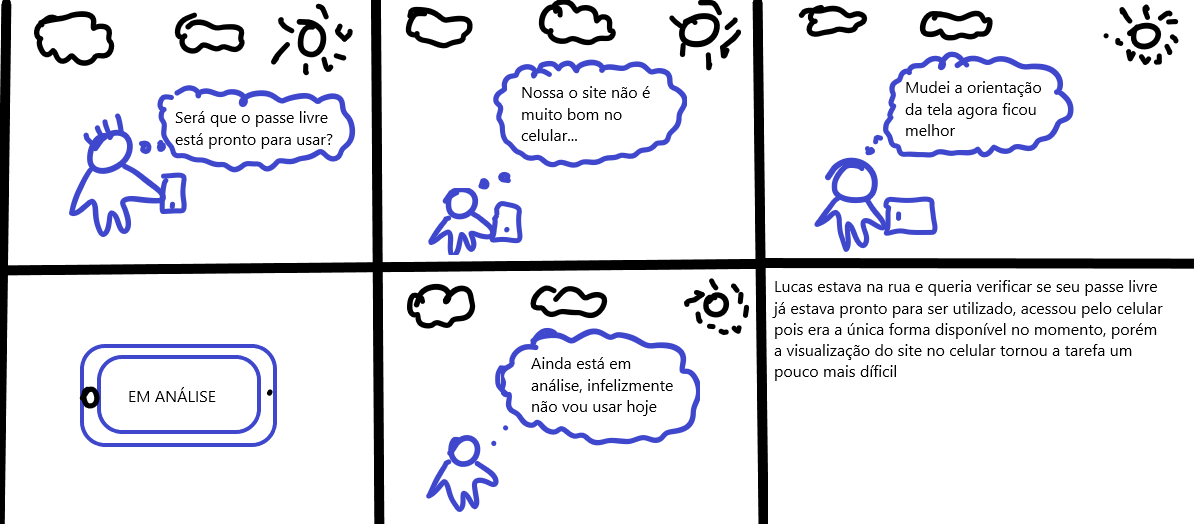 Será que o passe livre
está pronto para usar?
Nossa o site não é
muito bom no
celular...
Mudei a orientação
da tela agora ficou
melhor
EM ANÁLISE
Ainda está em
análise, infelizmente
não vou usar hoje
Lucas estava na rua e queria verificar se seu passe livre
já estava pronto para ser utilizado, acessou pelo celular
pois era a única forma disponível no momento, porém
a visualização do site no celular tornou a tarefa um
pouco mais díficil